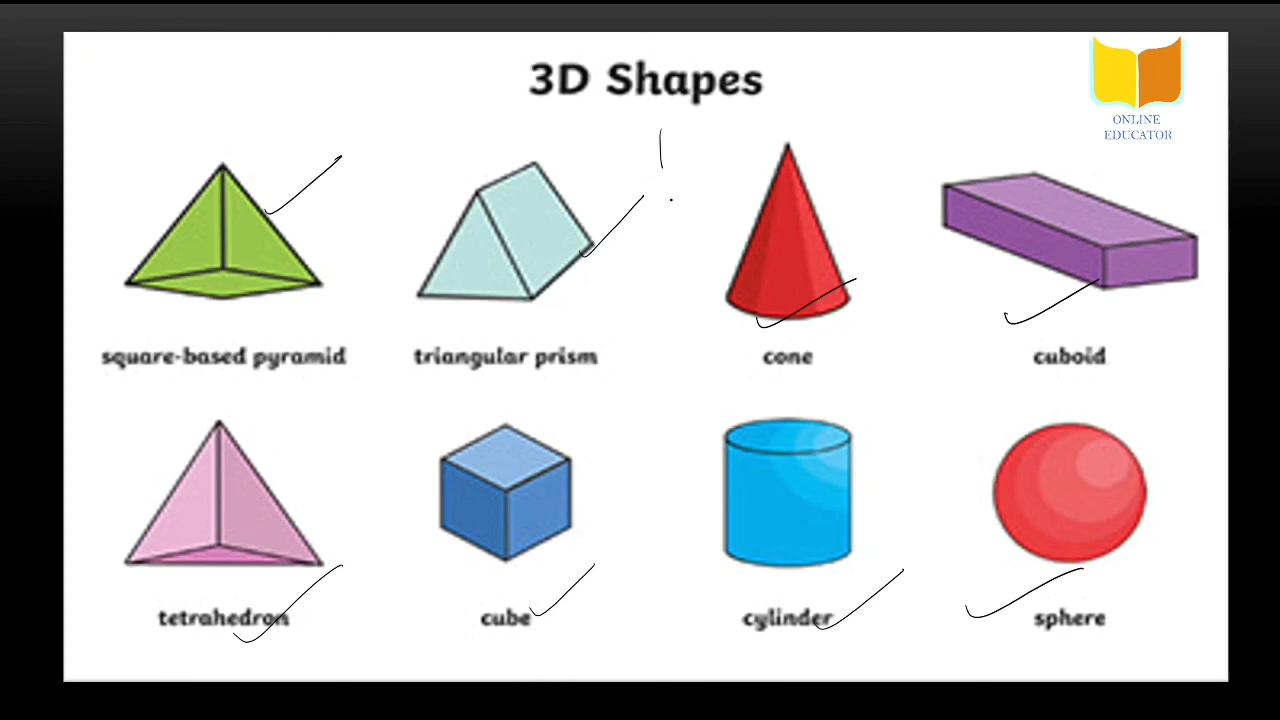 3D Shapes
ONLINE
EDUCATOR
square-based pyramid
triangular prism
cone
cuboid
tetrahedron
cube
cylinder
sphere